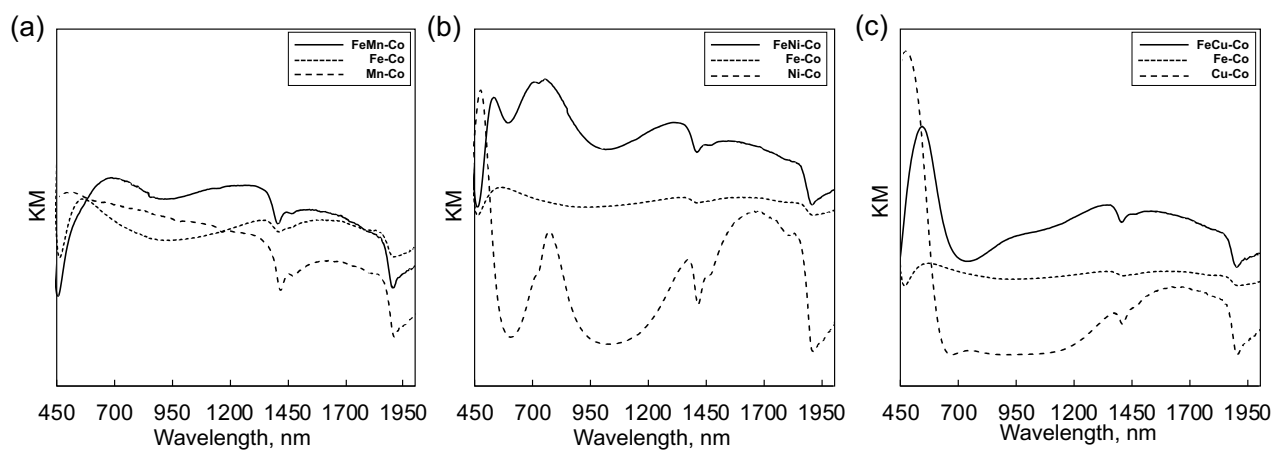 (a)
FeMn-Co
Fe-Co
Mn-Co
KM
450 700 950 1200 1450 1700 1950
Wavelength, nm
(b)
FeNi-Co
Fe-Co
Ni-Co
KM
450 700 950 1200 1450 1700 1950
Wavelength, nm
(c)
FeCu-Co
Fe-Co
Cu-Co
KM
450 700 950 1200 1450 1700 1950
Wavelength, nm